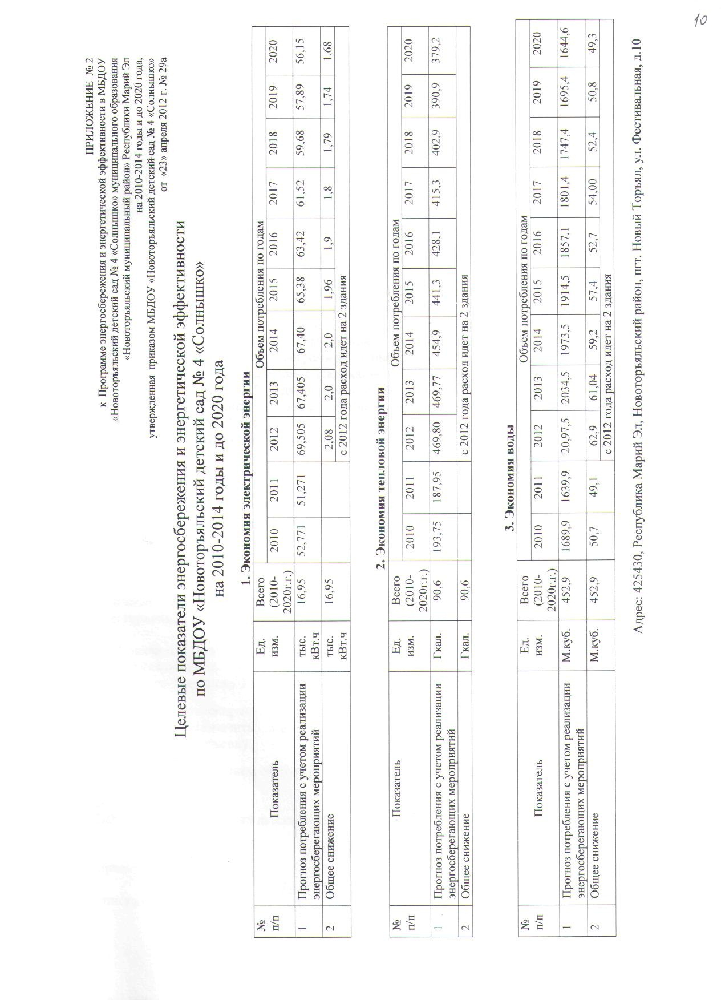 10
ПРИЛОЖЕНИЕ № 2
к Программе энергосбережения и энергетической эффективности в МБДОУ
«Новоторъяльский детский сад № 4 «Солнышко» муниципального образования
«Новоторъяльский муниципальный район» Республики Марий Эл
на 2010-2014 годы и до 2020 года,
утвержденная приказом МБДОУ «Новоторъяльский детский сад № 4 «Солнышко»
от «23» апреля 2012 г. № 29а
Целевые показатели энергосбережения и энергетической эффективности
по МБДОУ «Новоторъяльский детский сад № 4 «Солнышко»
на 2010-2014 годы и до 2020 года
1. Экономия электрической энергии
№ п/п Показатель Ед. изм. Всего (2010-2020г.г.) Объем потребления по годам
2010 2011 2012 2013 2014 2015 2016 2017 2018 2019 2020
1 Прогноз потребления с учетом реализации энергосберегающих мероприятий тыс. кВт.ч 16,95 52,771 51,271 69,505 67,405 67,40 65,38 63,42 61,52 59,68 57,89 56,15
2 Общее снижение тыс. кВт.ч 16,95 2,08 2,0 2,0 1,96 1,9 1,8 1,79 1,74 1,68
с 2012 года расход идет на 2 здания
2. Экономия тепловой энергии
№ п/п Показатель Ед. изм. Всего (2010-2020г.г.) Объем потребления по годам
2010 2011 2012 2013 2014 2015 2016 2017 2018 2019 2020
1 Прогноз потребления с учетом реализации энергосберегающих мероприятий Гкал. 90,6 193,75 187,95 469,80 469,77 454,9 441,3 428,1 415,3 402,9 390,9 379,2
2 Общее снижение Гкал. 90,6 с 2012 года расход идет на 2 здания
3. Экономия воды
№ п/п Показатель Ед. изм. Всего (2010-2020г.г.) Объем потребления по годам
2010 2011 2012 2013 2014 2015 2016 2017 2018 2019 2020
1 Прогноз потребления с учетом реализации энергосберегающих мероприятий М.куб. 452,9 1689,9 1639,9 20,97,5 2034,5 1973,5 1914,5 1857,1 1801,4 1747,4 1695,4 1644,6
2 Общее снижение М.куб. 452,9 50,7 49,1 62,9 61,04 59,2 57,4 52,7 54,00 52,4 50,8 49,3
с 2012 года расход идет на 2 здания
Адрес: 425430, Республика Марий Эл, Новоторъяльский район, пгт. Новый Торъял, ул. Фестивальная, д.10